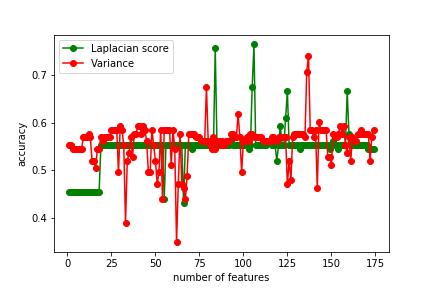 Laplacian score
Variance
0.7
0.6
0.5
0.4
accuracy
0 25 50 75 100 125 150 175
number of features